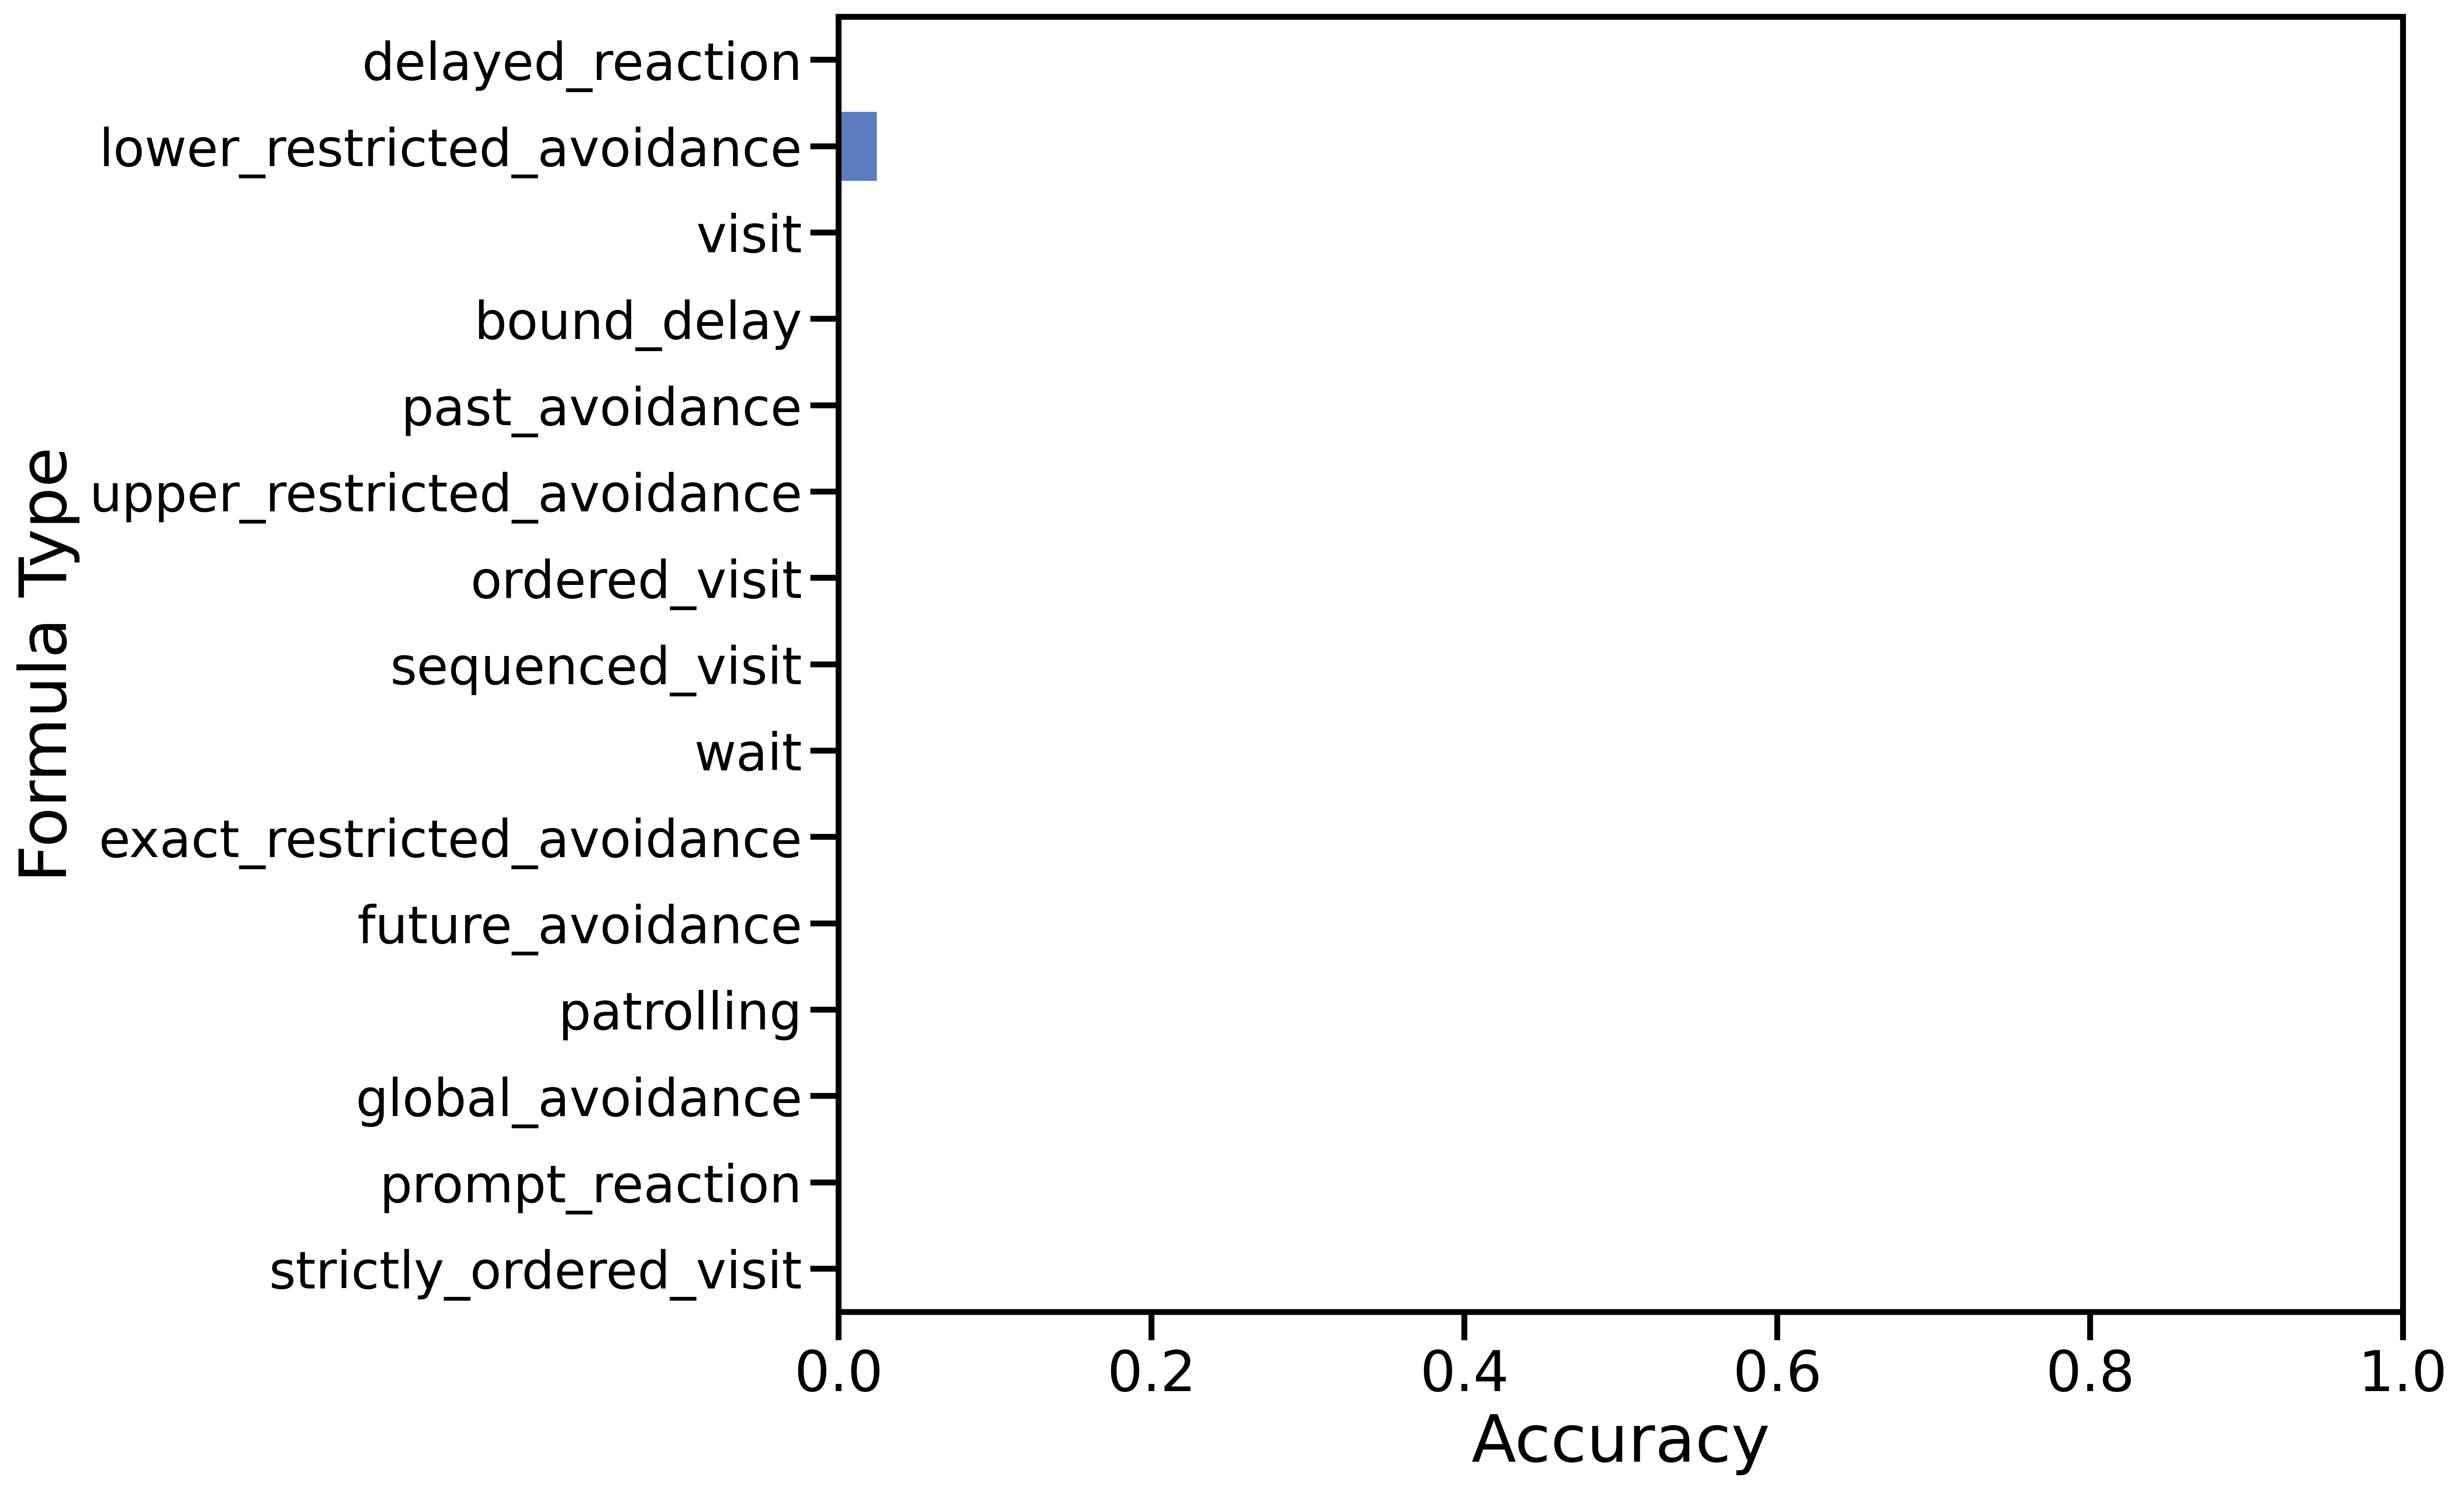 delayed_reaction
lower_restricted_avoidance
visit
bound_delay
past_avoidance
upper_restricted_avoidance
ordered_visit
sequenced_visit
wait
exact_restricted_avoidance
future_avoidance
patrolling
global_avoidance
prompt_reaction
strictly_ordered_visit
Formula Type
0.0 0.2 0.4 0.6 0.8 1.0
Accuracy